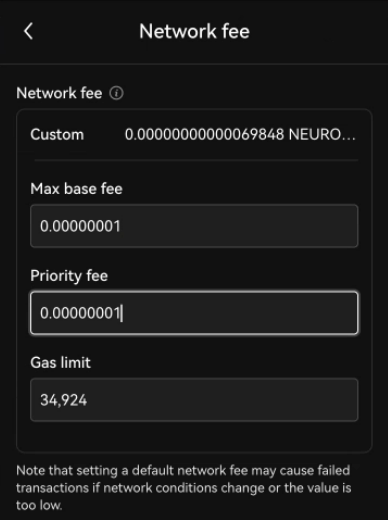 Network fee
Network fee
Custom 0.00000000000069848 NEURO...
Max base fee
0.00000001
Priority fee
0.00000001
Gas limit
34,924
Note that setting a default network fee may cause failed
transactions if network conditions change or the value is
too low.